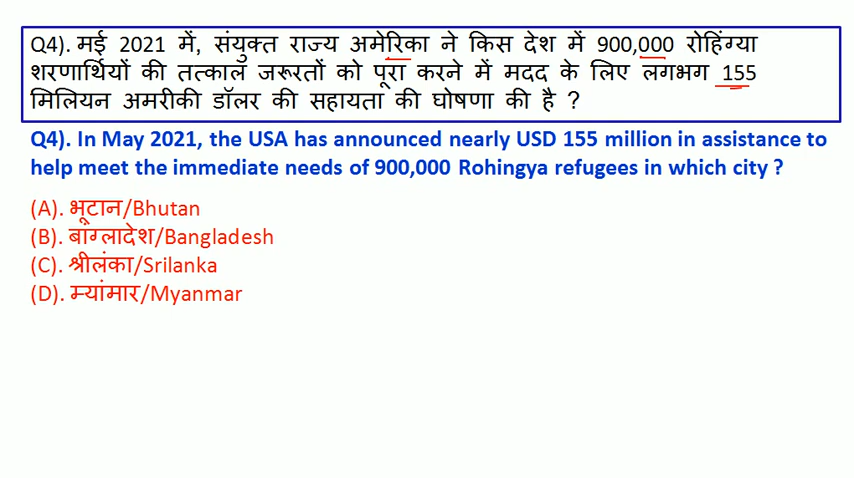 Q4). मई 2021 में, संयुक्त राज्य अमेरिका ने किस देश में 900,000 रोहिंग्या
शरणार्थियों की तत्काल जरूरतों को पूरा करने में मदद के लिए लगभग 155
मिलियन अमरीकी डॉलर की सहायता की घोषणा की है ?
Q4). In May 2021, the USA has announced nearly USD 155 million in assistance to
help meet the immediate needs of 900,000 Rohingya refugees in which city ?
(A). भूटान/Bhutan
(B). बांग्लादेश/Bangladesh
(C). श्रीलंका/Srilanka
(D). म्यांमार/Myanmar